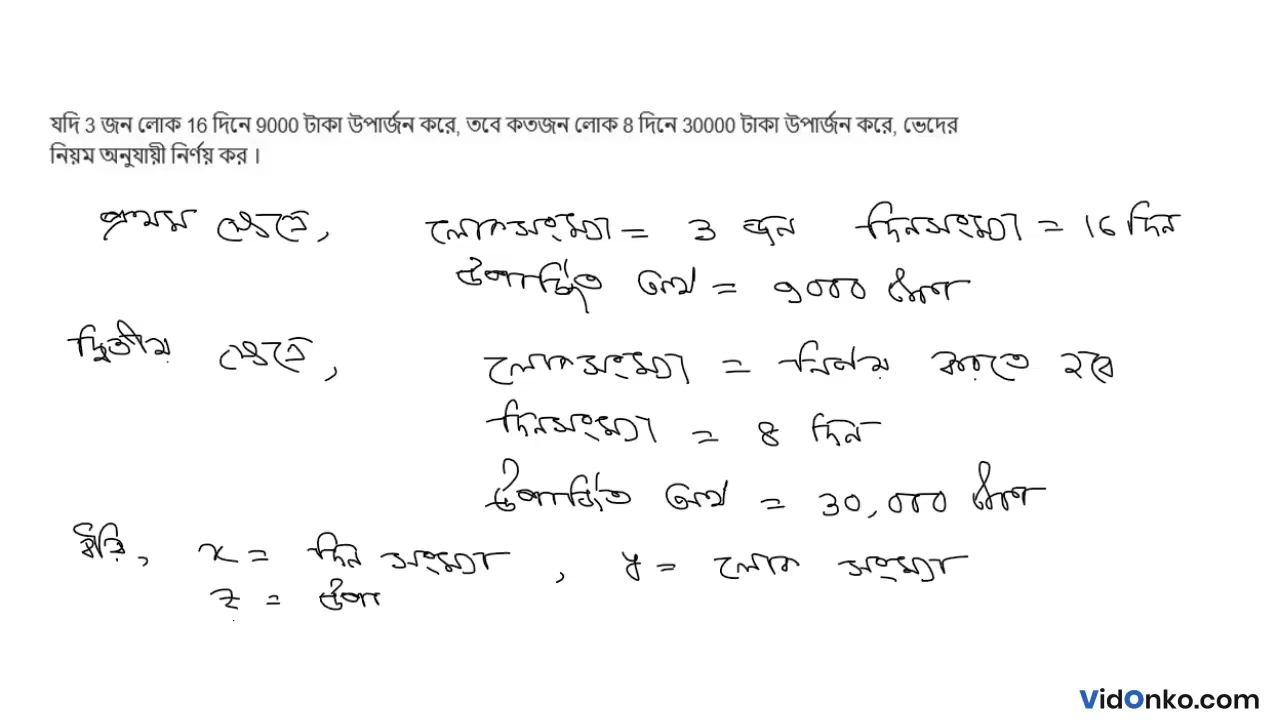 যদি 3 জন লোক 16 দিনে 9000 টাকা উপার্জন করে, তবে কতজন লোক 8 দিনে 30000 টাকা উপার্জন করে, ভেদের
নিয়ম অনুযায়ী নির্ণয় কর ।
প্রথম ক্ষেত্রে, লোকসংখ্যা = 3 জন দিনসংখ্যা = 16 দিন
উপার্জিত অর্থ = 9000 টাকা
দ্বিতীয় ক্ষেত্রে, লোকসংখ্যা = নির্ণয় করতে হবে
দিনসংখ্যা = 8 দিন
উপার্জিত অর্থ = 30,000 টাকা
ধরি, x = দিন সংখ্যা , y = লোক সংখ্যা
z = উপা
VidOnko.com